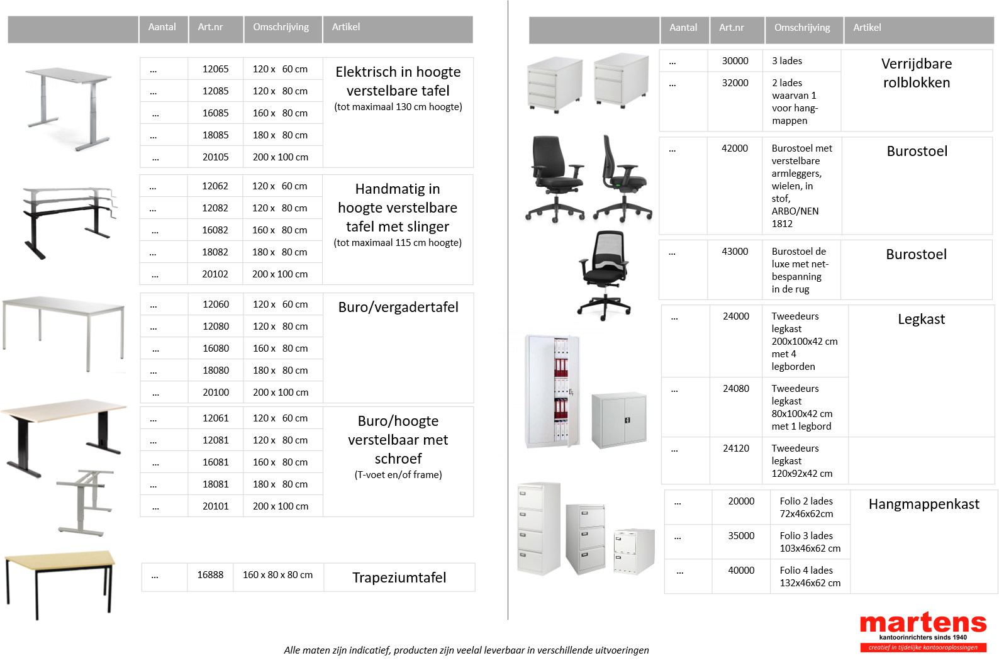 Aantal Art.nr Omschrijving Artikel
... 12065 120 x 60 cm Elektrisch in hoogte
verstelbare tafel
(tot maximaal 130 cm hoogte)
... 12085 120 x 80 cm
... 16085 160 x 80 cm
... 18085 180 x 80 cm
... 20105 200 x 100 cm
... 12062 120 x 60 cm Handmatig in
hoogte verstelbare
tafel met slinger
(tot maximaal 115 cm hoogte)
... 12082 120 x 80 cm
... 16082 160 x 80 cm
... 18082 180 x 80 cm
... 20102 200 x 100 cm
... 12060 120 x 60 cm Buro/vergadertafel
... 12080 120 x 80 cm
... 16080 160 x 80 cm
... 18080 180 x 80 cm
... 20100 200 x 100 cm
... 12061 120 x 60 cm Buro/hoogte
verstelbaar met
schroef
(T-voet en/of frame)
... 12081 120 x 80 cm
... 16081 160 x 80 cm
... 18081 180 x 80 cm
... 20101 200 x 100 cm
... 16888 160 x 80 x 80 cm Trapeziumtafel
Aantal Art.nr Omschrijving Artikel
... 30000 3 lades Verrijdbare
rolblokken
... 32000 2 lades
waarvan 1
voor hang-
mappen
... 42000 Burostoel met Burostoel
verstelbare
armleggers,
wielen, in
stof,
ARBO/NEN
1812
... 43000 Burostoel de Burostoel
luxe met net-
bespanning
in de rug
... 24000 Tweedeurs Legkast
legkast
200x100x42 cm
met 4
legborden
... 24080 Tweedeurs
legkast
80x100x42 cm
met 1 legbord
... 24120 Tweedeurs
legkast
120x92x42 cm
... 20000 Folio 2 lades Hangmappenkast
72x46x62cm
... 35000 Folio 3 lades
103x46x62 cm
... 40000 Folio 4 lades
132x46x62 cm
martens
kantoorinrichters sinds 1940
creatief in tijdelijke kantooroplossingen
Alle maten zijn indicatief, producten zijn veelal leverbaar in verschillende uitvoeringen